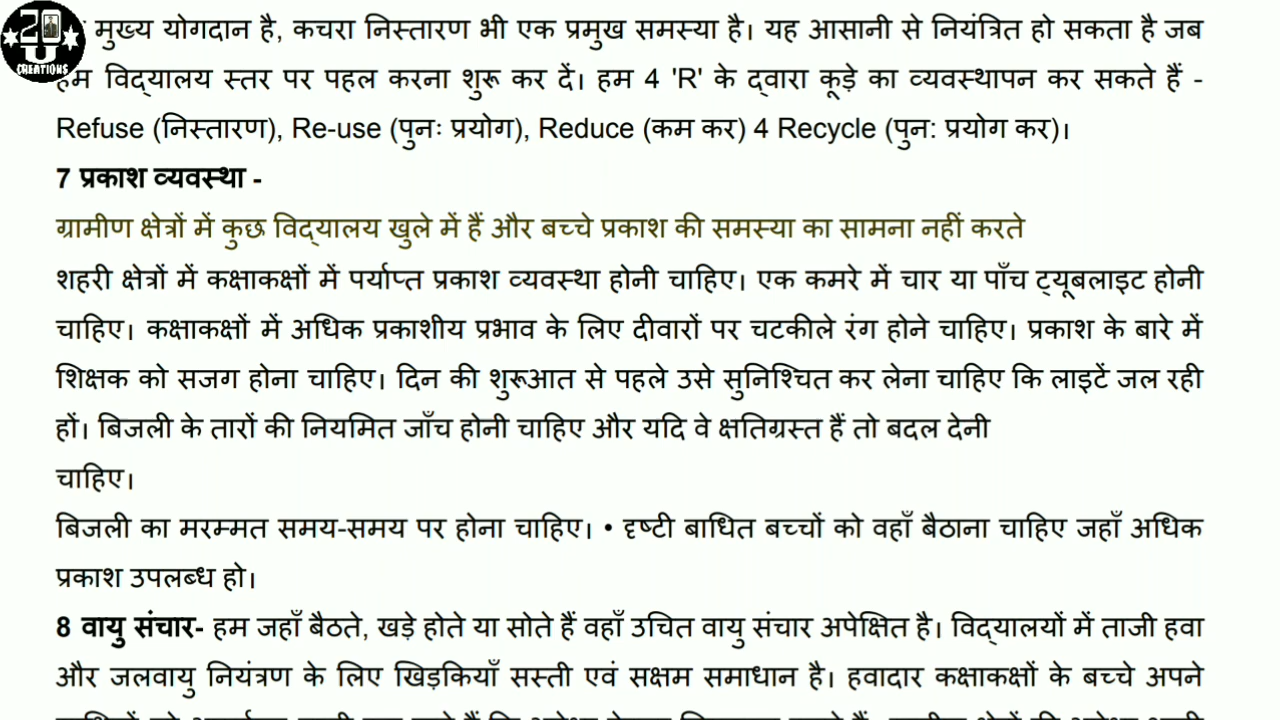 20
U
CREATIONS
मुख्य योगदान है, कचरा निस्तारण भी एक प्रमुख समस्या है। यह आसानी से नियंत्रित हो सकता है जब
हम विद्यालय स्तर पर पहल करना शुरू कर दें। हम 4 'R' के द्वारा कूड़े का व्यवस्थापन कर सकते हैं -
Refuse (निस्तारण), Re-use (पुनः प्रयोग), Reduce (कम कर) 4 Recycle (पुन: प्रयोग कर)।
7 प्रकाश व्यवस्था -
ग्रामीण क्षेत्रों में कुछ विद्यालय खुले में हैं और बच्चे प्रकाश की समस्या का सामना नहीं करते
शहरी क्षेत्रों में कक्षाकक्षों में पर्याप्त प्रकाश व्यवस्था होनी चाहिए। एक कमरे में चार या पाँच ट्यूबलाइट होनी
चाहिए। कक्षाकक्षों में अधिक प्रकाशीय प्रभाव के लिए दीवारों पर चटकीले रंग होने चाहिए। प्रकाश के बारे में
शिक्षक को सजग होना चाहिए। दिन की शुरूआत से पहले उसे सुनिश्चित कर लेना चाहिए कि लाइटें जल रही
हों। बिजली के तारों की नियमित जाँच होनी चाहिए और यदि वे क्षतिग्रस्त हैं तो बदल देनी
चाहिए।
बिजली का मरम्मत समय-समय पर होना चाहिए। • दृष्टी बाधित बच्चों को वहाँ बैठाना चाहिए जहाँ अधिक
प्रकाश उपलब्ध हो।
8 वायु संचार- हम जहाँ बैठते, खड़े होते या सोते हैं वहाँ उचित वायु संचार अपेक्षित है। विद्यालयों में ताजी हवा
और जलवायु नियंत्रण के लिए खिड़कियाँ सस्ती एवं सक्षम समाधान है। हवादार कक्षाकक्षों के बच्चे अपने